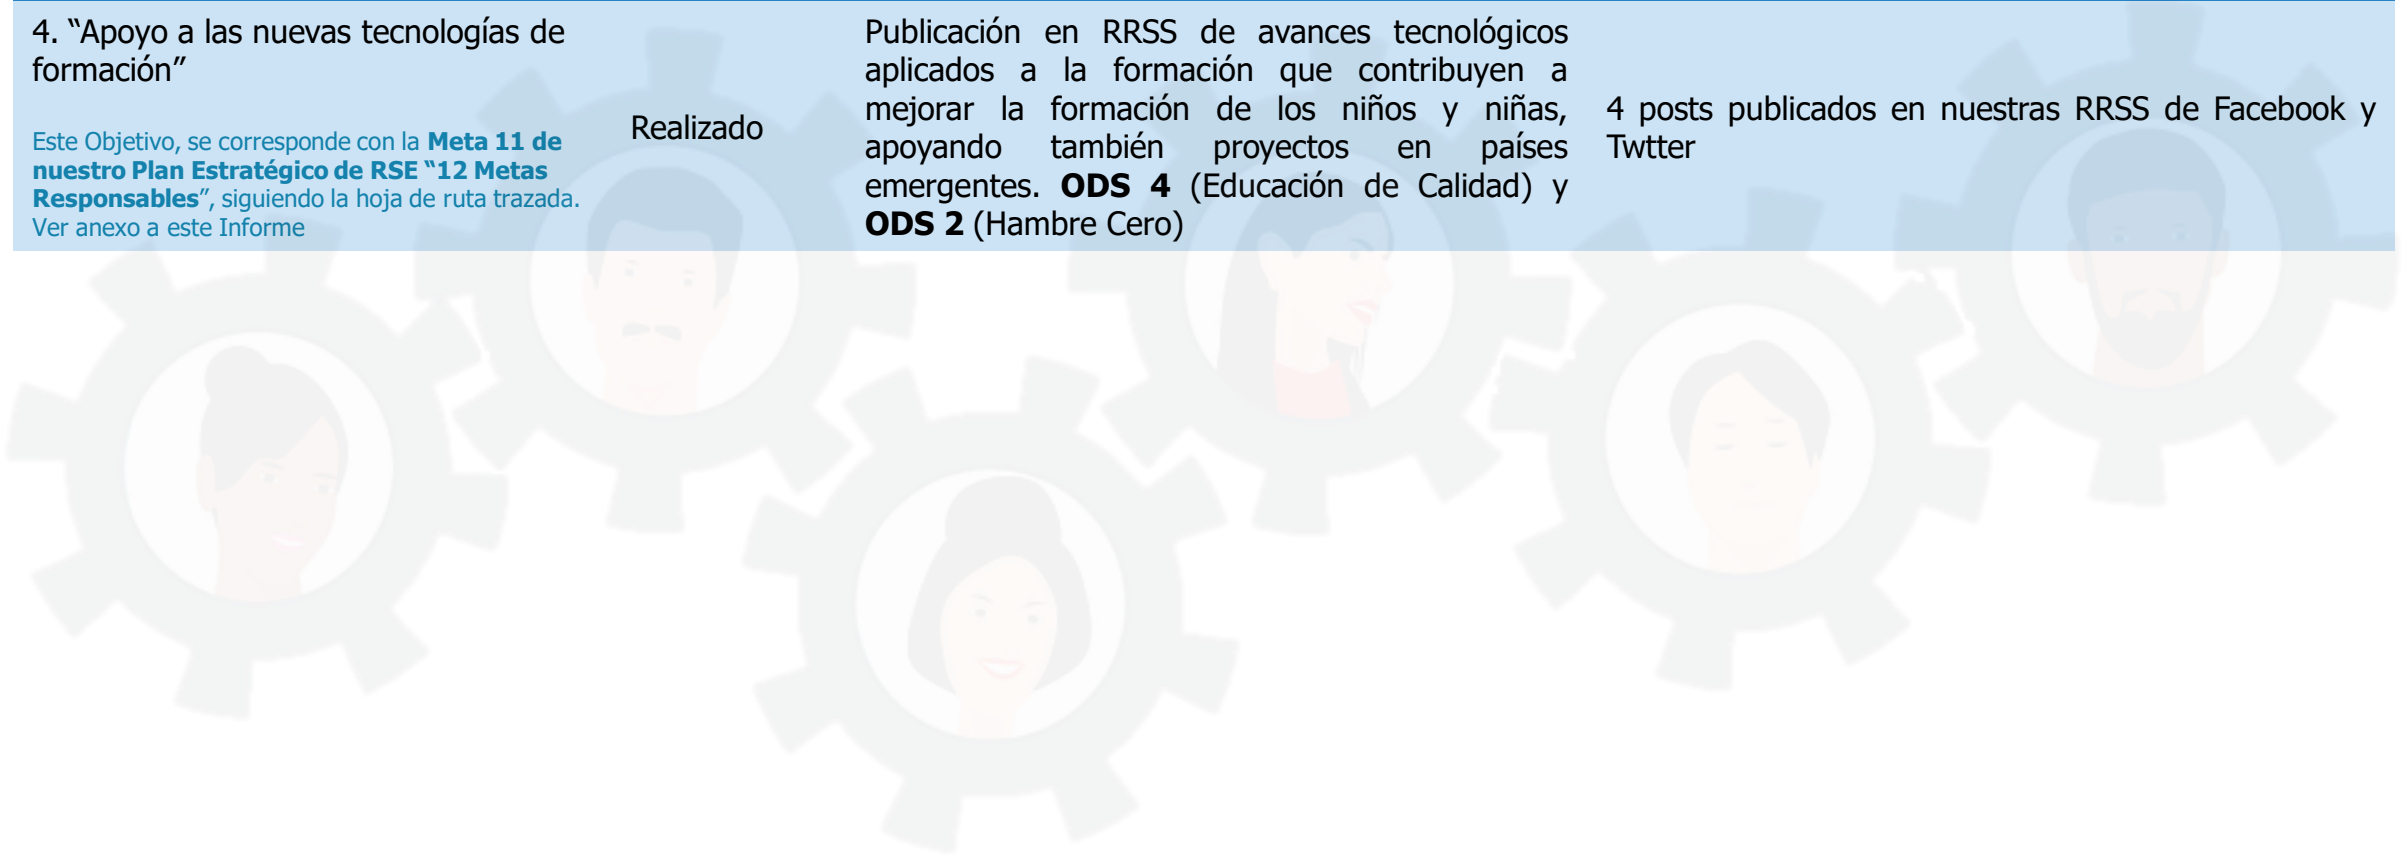 4. “Apoyo a las nuevas tecnologías de
formación”
Este Objetivo, se corresponde con la Meta 11 de
nuestro Plan Estratégico de RSE “12 Metas
Responsables”, siguiendo la hoja de ruta trazada.
Ver anexo a este Informe
Realizado
Publicación en RRSS de avances tecnológicos
aplicados a la formación que contribuyen a
mejorar la formación de los niños y niñas,
apoyando también proyectos en países
emergentes. ODS 4 (Educación de Calidad) y
ODS 2 (Hambre Cero)
4 posts publicados en nuestras RRSS de Facebook y
Twtter